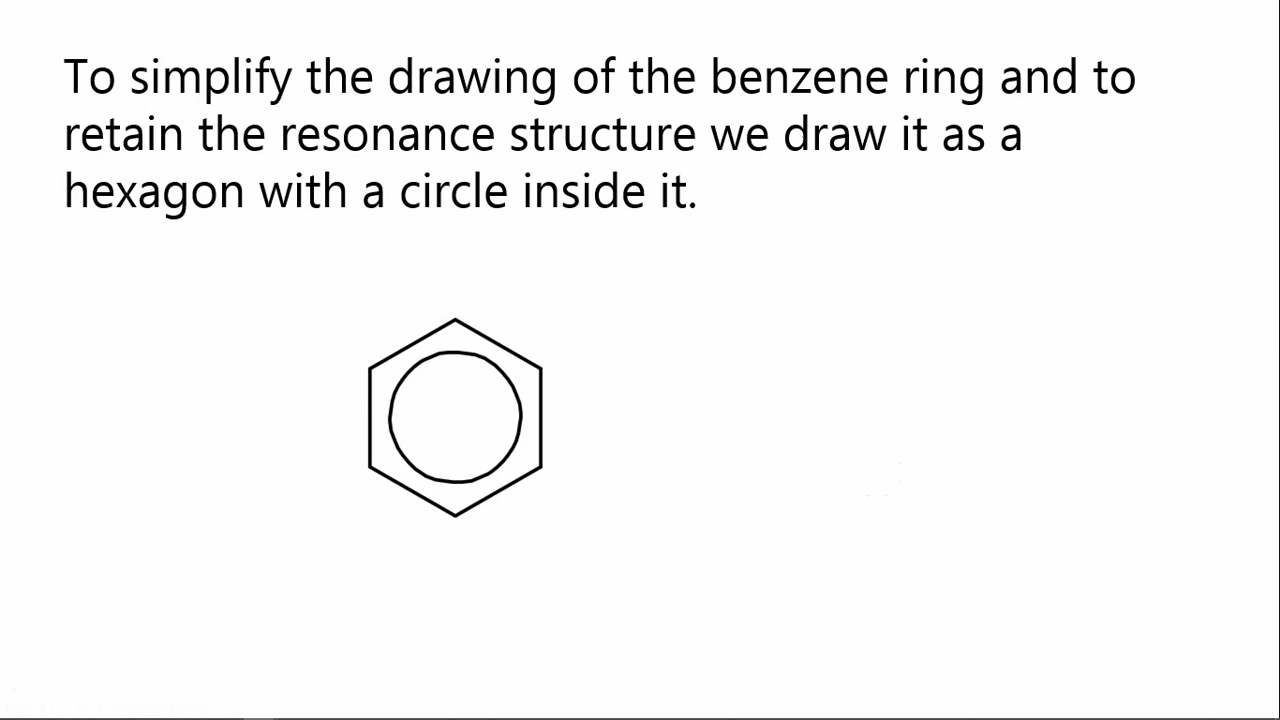 To simplify the drawing of the benzene ring and to
retain the resonance structure we draw it as a
hexagon with a circle inside it.